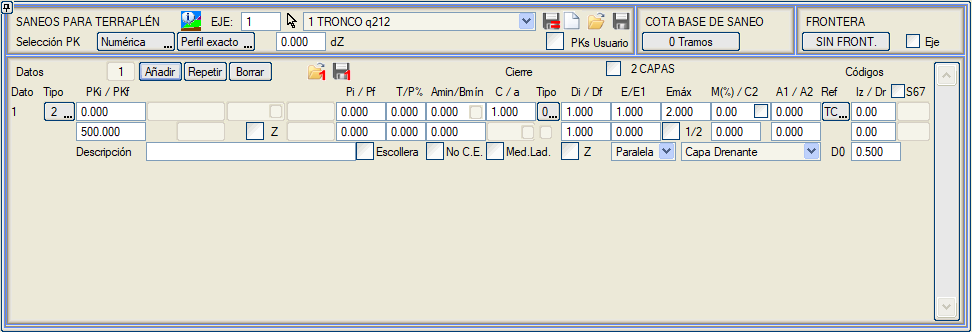 SANEOS PARA TERRAPLÉN EJE: 1 1 TRONCO q212 COTA BASE DE SANEO FRONTERA
Selección PK Numérica ... Perfil exacto ... 0.000 dZ PKs Usuario 0 Tramos SIN FRONT. Eje
Datos 1 Añadir Repetir Borrar 1 1 Cierre 2 CAPAS Códigos
Dato Tipo PKi / PKf Pi / Pf T/P% Amin/Bmín C / a Tipo Di / Df E/E1 Emáx M(%) / C2 A1 / A2 Ref Iz / Dr S67
1 2 ... 0.000 0.000 0.000 0.000 1.000 0... 1.000 1.000 2.000 0.00 0.000 TC... 0.00
500.000 Z 0.000 0.000 0.000 1.000 0.000 1/2 0.000 0.000 0.00
Descripción Escollera No C.E. Med.Lad. Z Paralela Capa Drenante D0 0.500